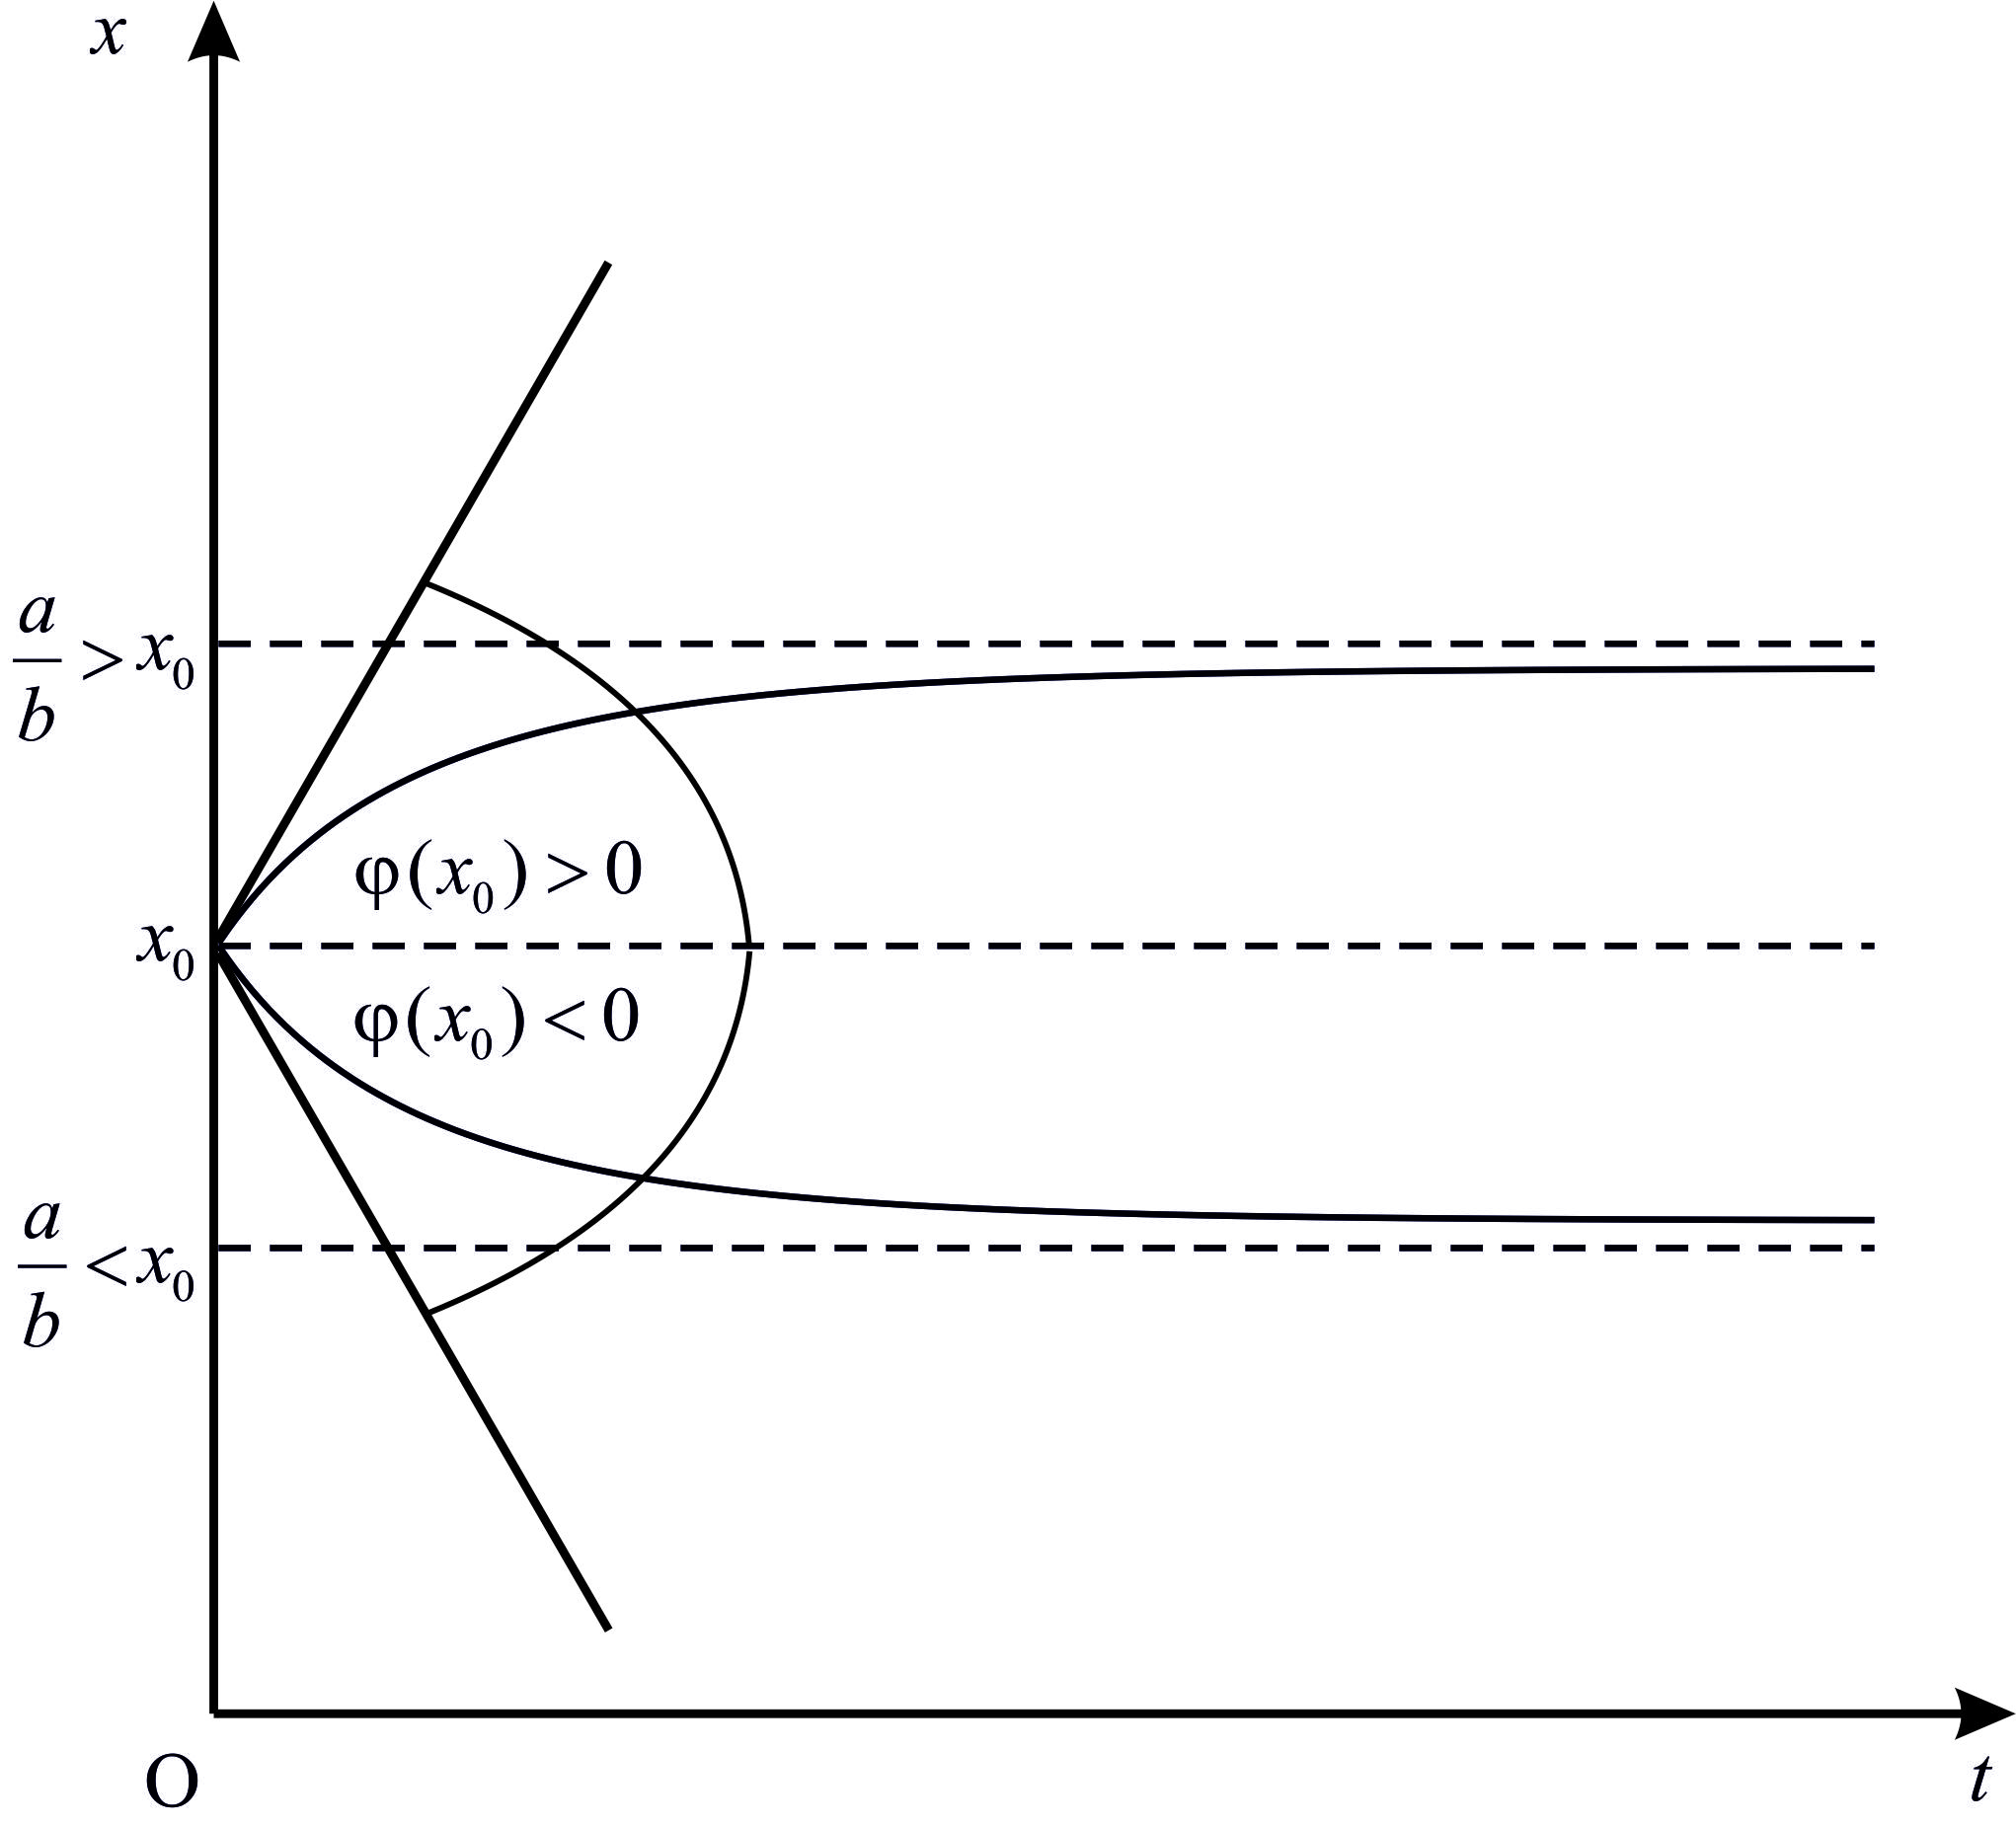 x
a/b > x₀
φ(x₀) > 0
x₀
φ(x₀) < 0
a/b < x₀
O
t